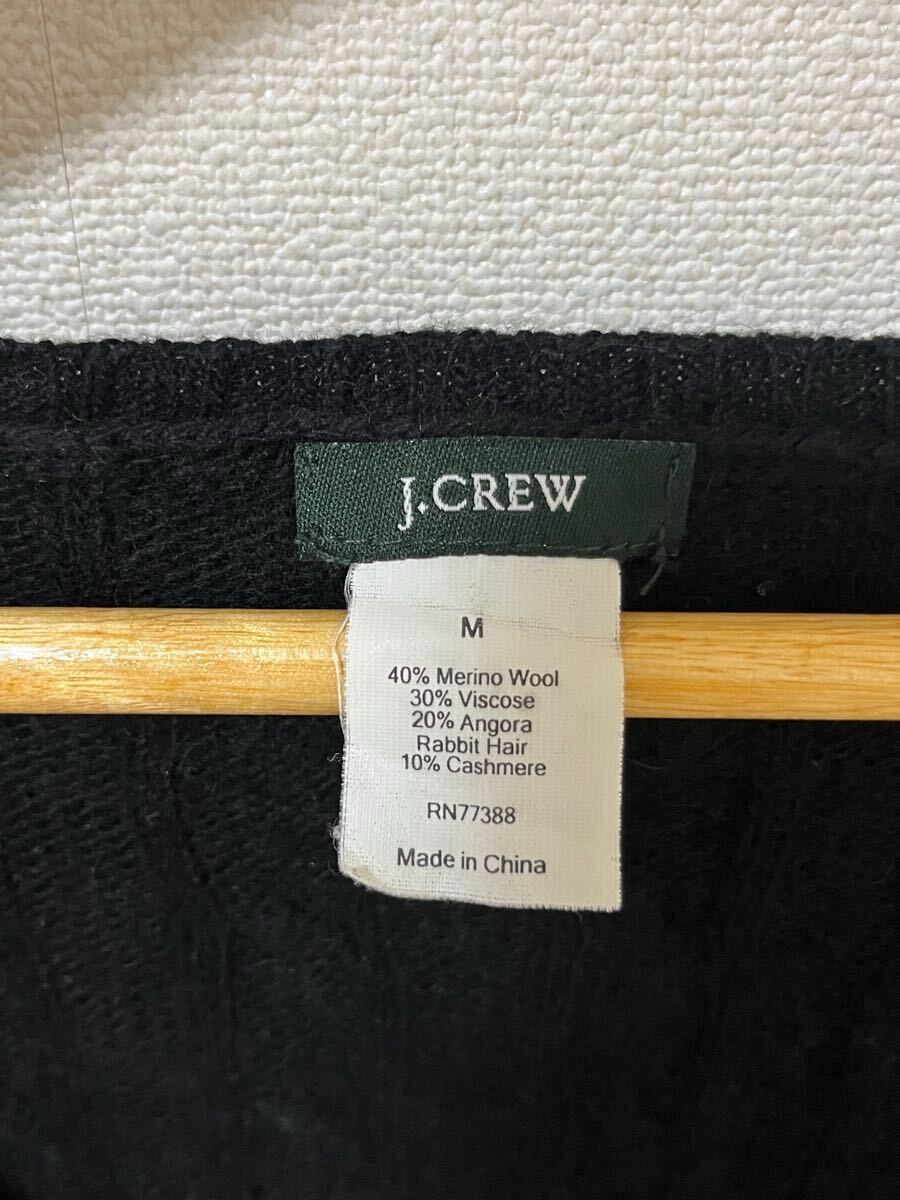 J.CREW
M
40% Merino Wool
30% Viscose
20% Angora
Rabbit Hair
10% Cashmere
RN77388
Made in China